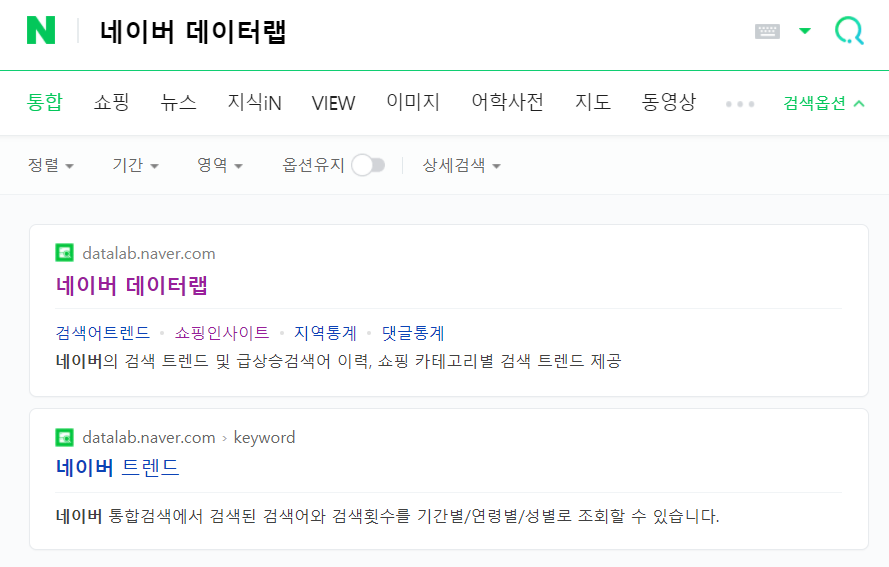 N 네이버 데이터랩
통합 쇼핑 뉴스 지식iN VIEW 이미지 어학사전 지도 동영상 검색옵션
정렬 기간 영역 옵션유지 상세검색
datalab.naver.com
네이버 데이터랩
검색어트렌드 • 쇼핑인사이트 • 지역통계 • 댓글통계
네이버의 검색 트렌드 및 급상승검색어 이력, 쇼핑 카테고리별 검색 트렌드 제공
datalab.naver.com › keyword
네이버 트렌드
네이버 통합검색에서 검색된 검색어와 검색횟수를 기간별/연령별/성별로 조회할 수 있습니다.